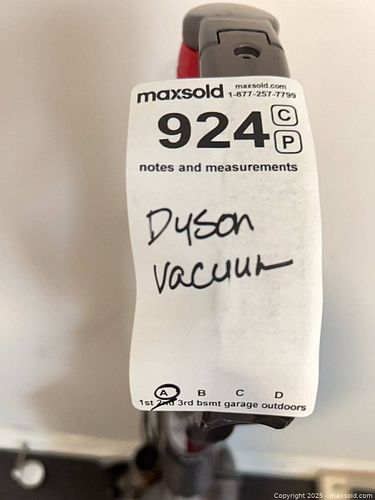 maxsold maxsold.com
1-877-257-7799
924 C
P
notes and measurements
Dyson
vacuum
A B C D
1st 2nd 3rd bsmt garage outdoors
Copyright © 2025 - maxsold.com